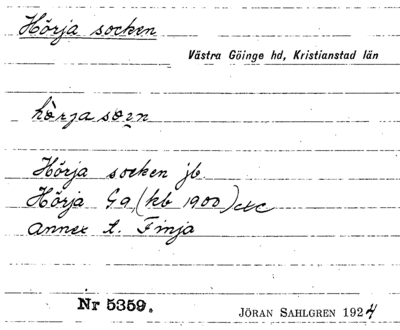 Hörja socken
Västra Göinge hd, Kristianstad län
Hörja socken jb.
Hörja Ga (kb 1900) etc
annex t. Finja
Nr 5359.
JÖRAN SAHLGREN 1924